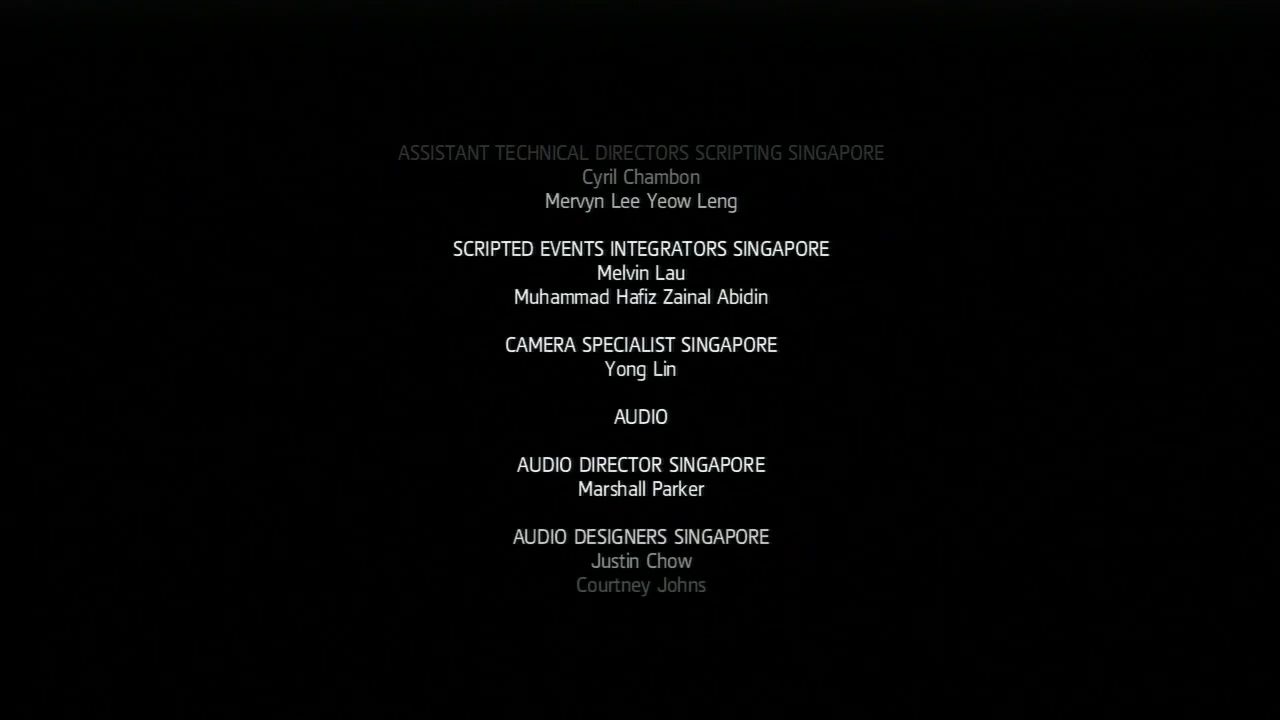 ASSISTANT TECHNICAL DIRECTORS SCRIPTING SINGAPORE
Cyril Chambon
Mervyn Lee Yeow Leng
SCRIPTED EVENTS INTEGRATORS SINGAPORE
Melvin Lau
Muhammad Hafiz Zainal Abidin
CAMERA SPECIALIST SINGAPORE
Yong Lin
AUDIO
AUDIO DIRECTOR SINGAPORE
Marshall Parker
AUDIO DESIGNERS SINGAPORE
Justin Chow
Courtney Johns